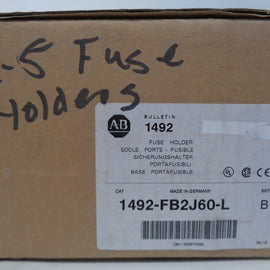 -5 Fuse
Holders
AB
BULLETIN
1492
FUSE HOLDER
SOCLE PORTE - FUSIBLE
SICHERUNGSHALTER
PORTAFUSIBILI
BASE PORTAFUSIBLE
CAT
MADE IN GERMANY
1492-FB2J60-L
B